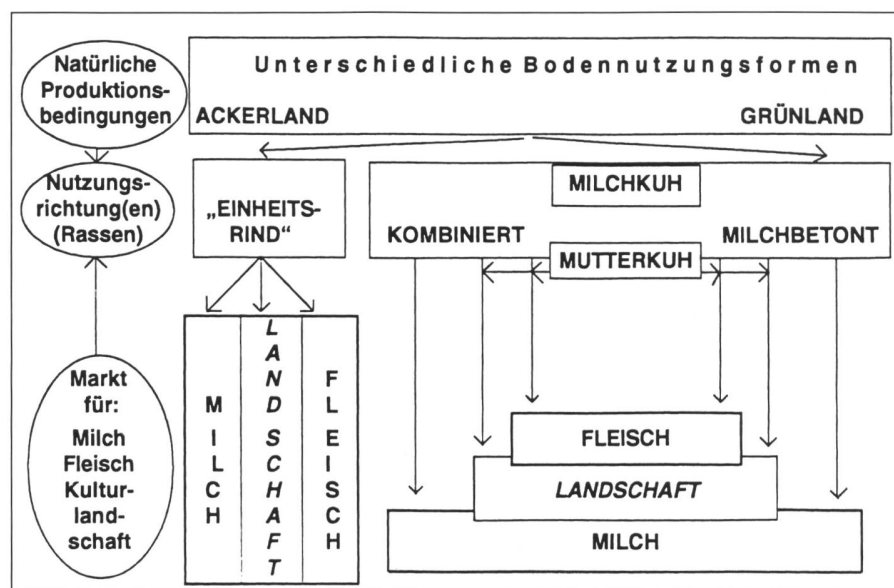 Natürliche
Produktions-
bedingungen
Unterschiedliche Bodennutzungsformen
ACKERLAND GRÜNLAND
Nutzungs-
richtung(en)
(Rassen)
„EINHEITS-
RIND“
MILCHKUH
KOMBINIERT MILCHBETONT
MUTTERKUH
Markt
für:
Milch
Fleisch
Kultur-
land-
schaft
MILCH
LANDSCHAFT
FLEISCH
FLEISCH
LANDSCHAFT
MILCH